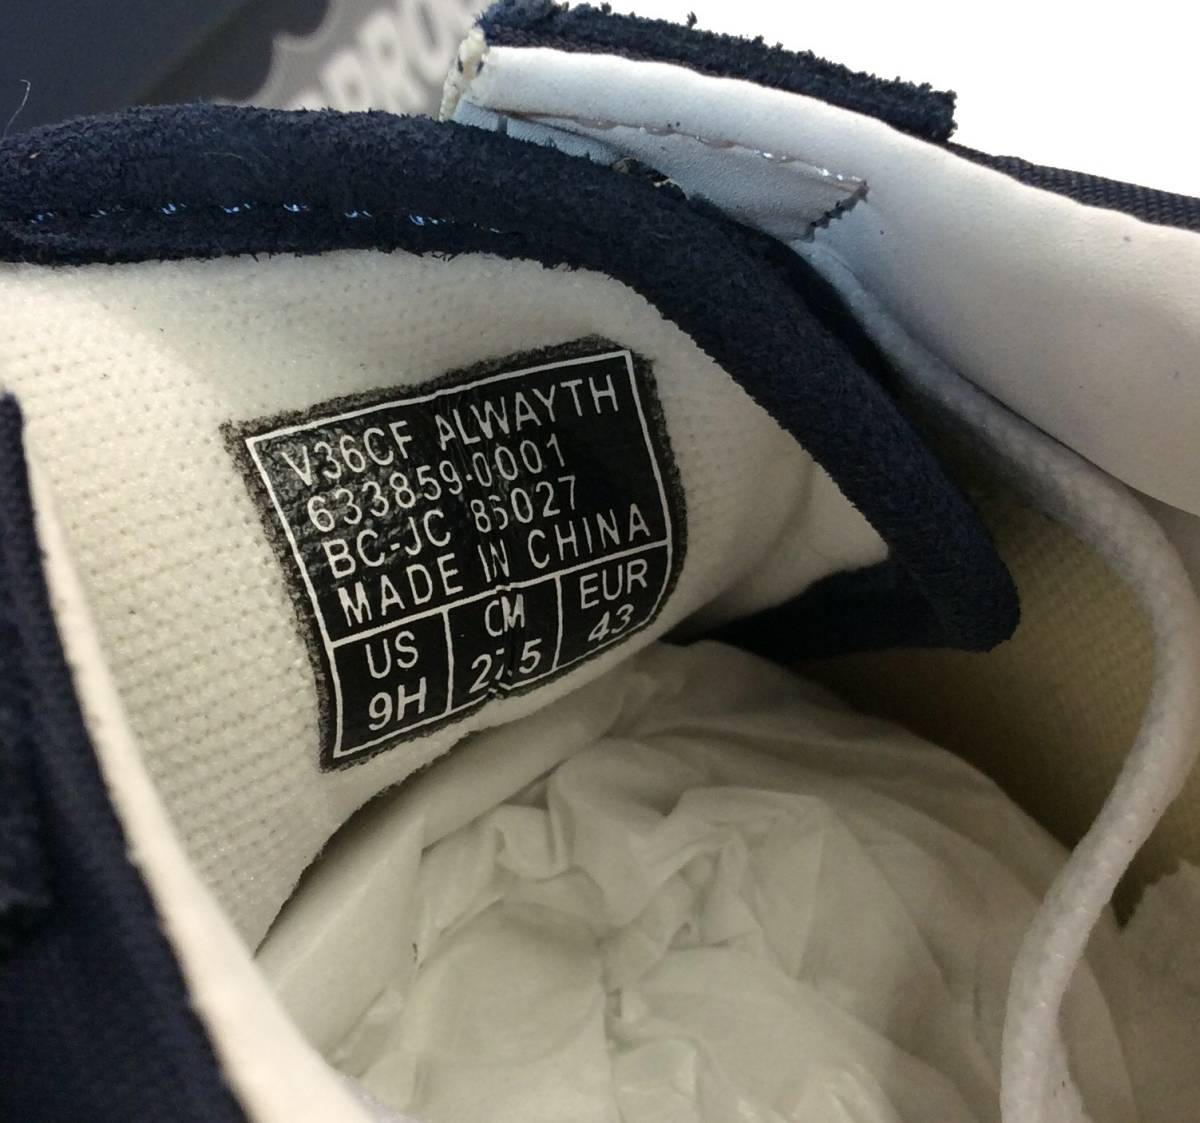 V36CF ALWAYTH
633859-0001
BC-JC 86027
MADE IN CHINA
US CM EUR
9H 27.5 43